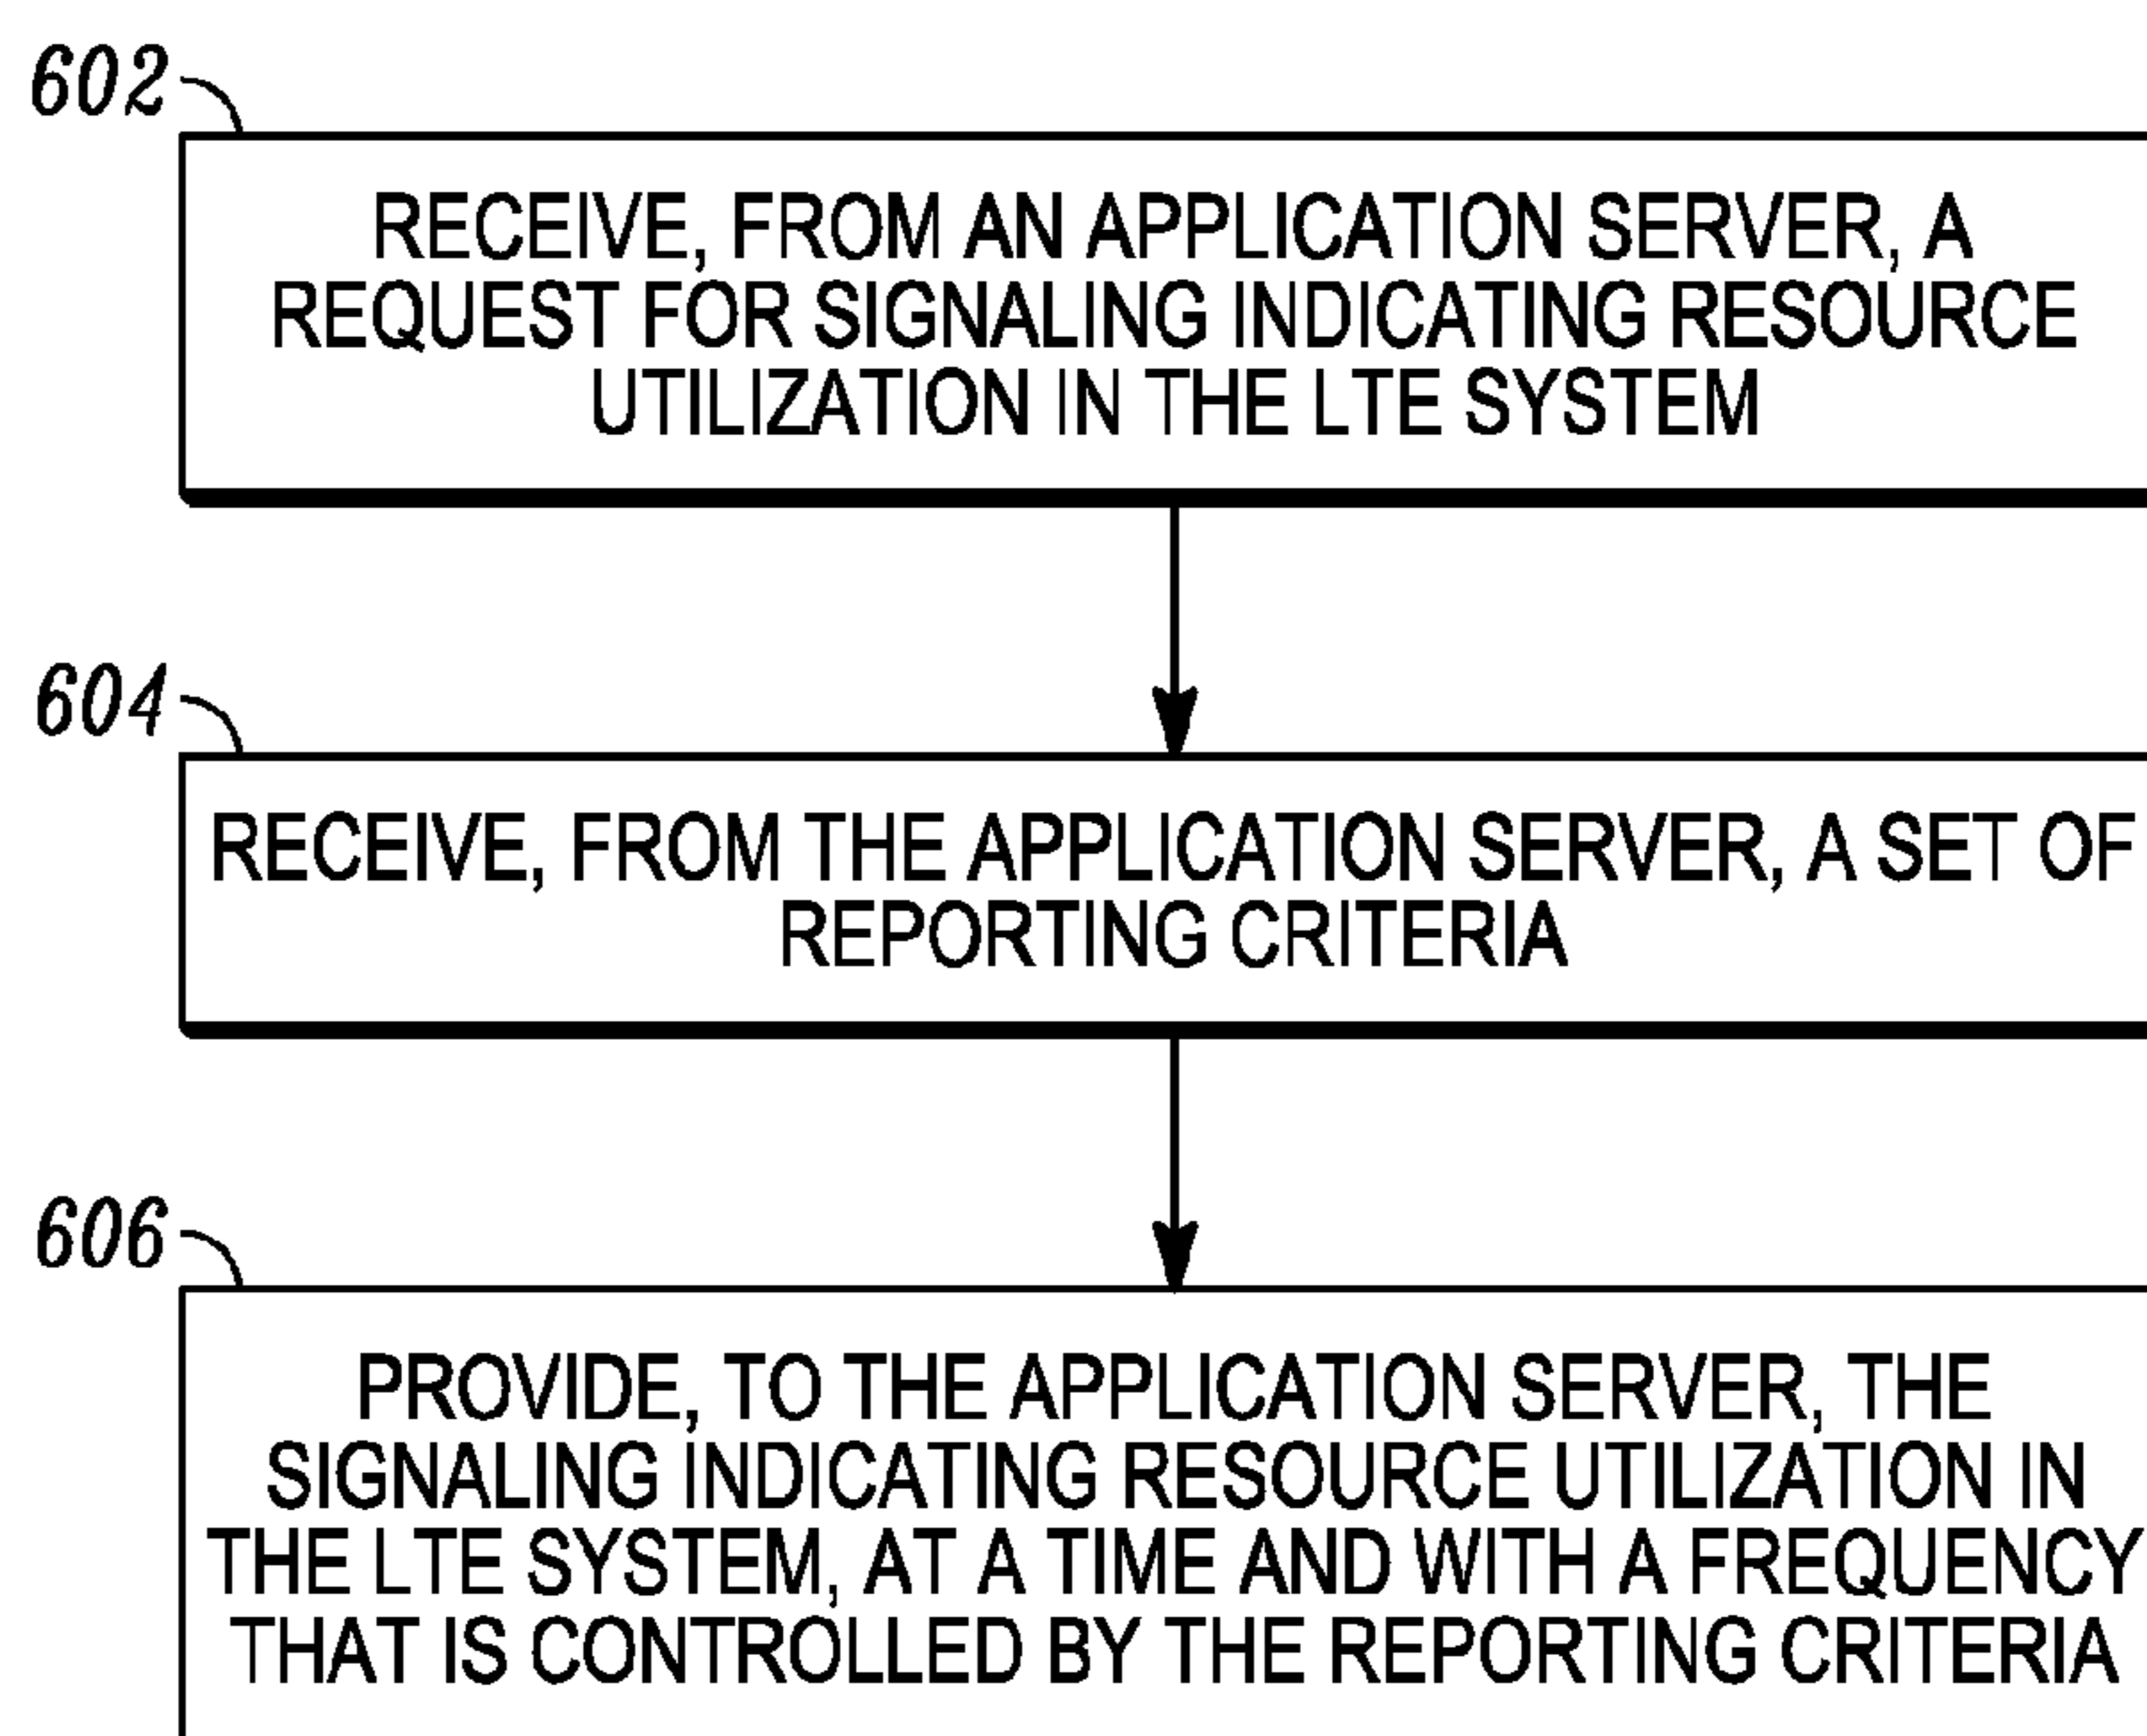 602
RECEIVE, FROM AN APPLICATION SERVER, A
REQUEST FOR SIGNALING INDICATING RESOURCE
UTILIZATION IN THE LTE SYSTEM
604
RECEIVE, FROM THE APPLICATION SERVER, A SET OF
REPORTING CRITERIA
606
PROVIDE, TO THE APPLICATION SERVER, THE
SIGNALING INDICATING RESOURCE UTILIZATION IN
THE LTE SYSTEM, AT A TIME AND WITH A FREQUENCY
THAT IS CONTROLLED BY THE REPORTING CRITERIA